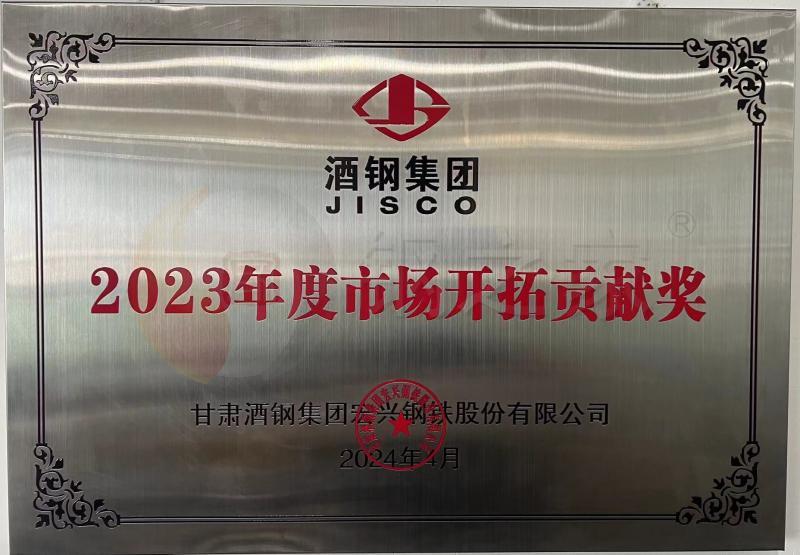 酒钢集团
JISCO
®
2023年度市场开拓贡献奖
甘肃酒钢集团宏兴钢铁股份有限公司
2024年4月